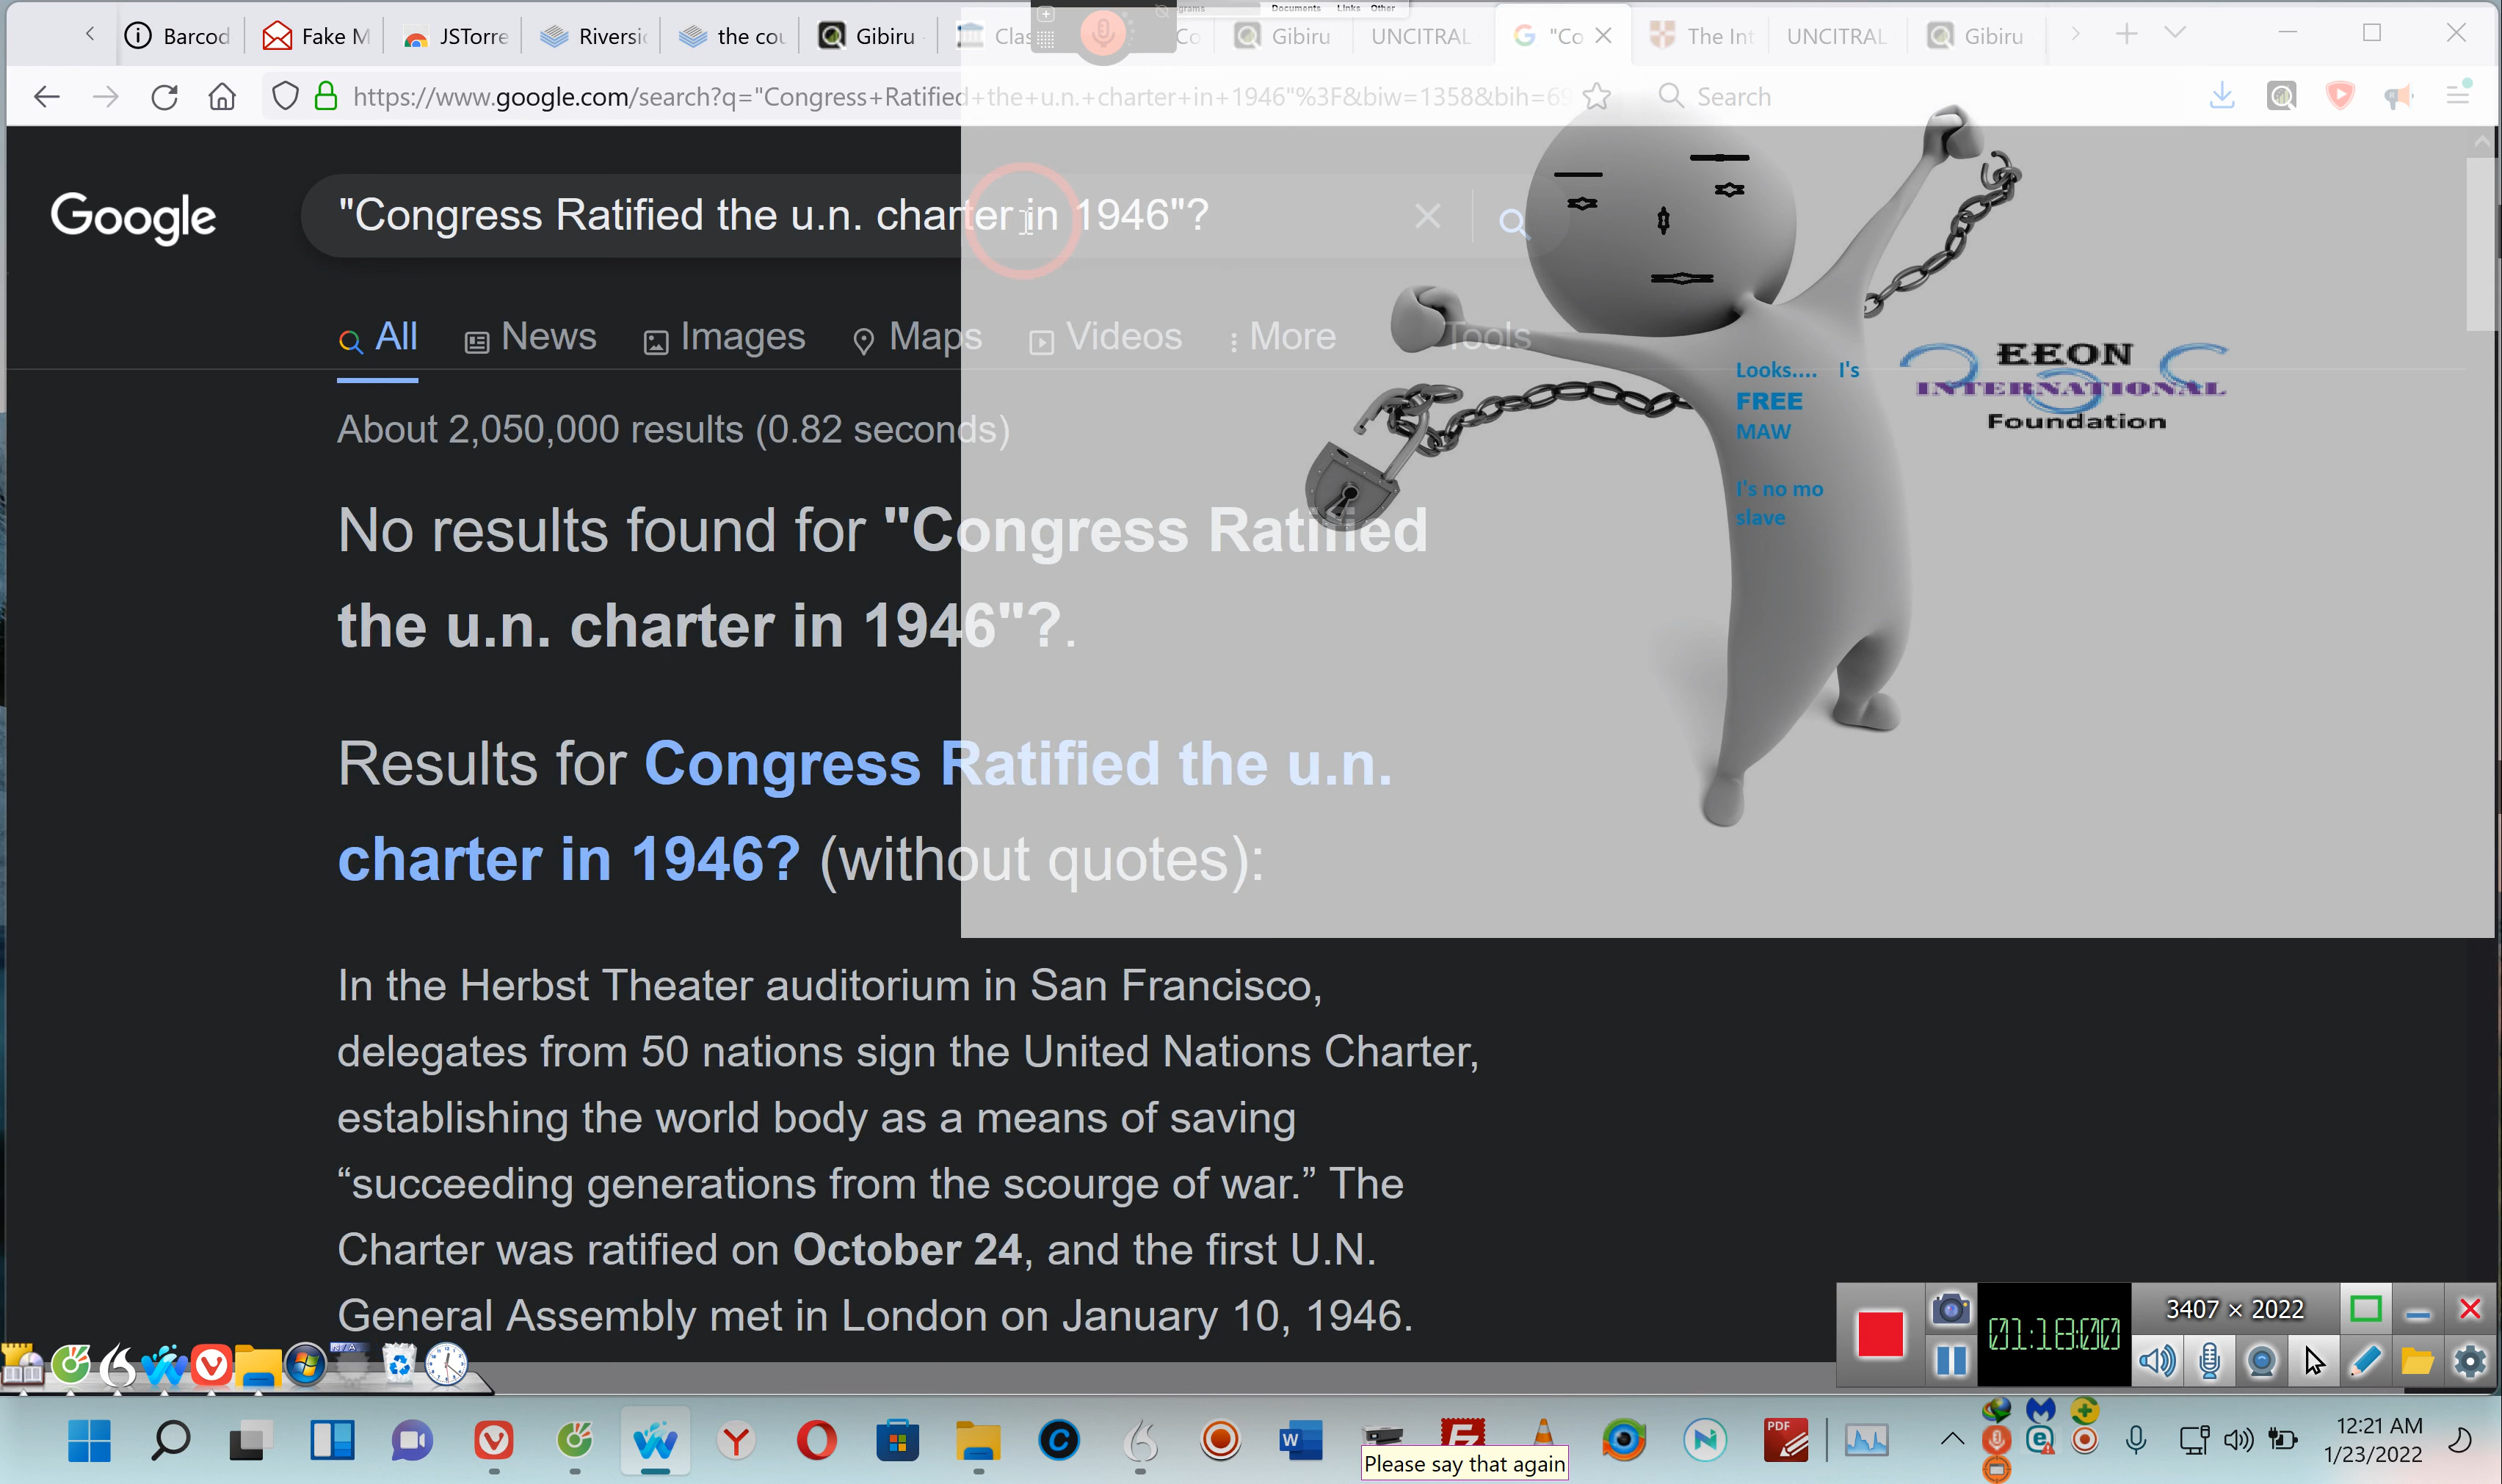 Barcod
Fake M
JSTorre
Riversi
the cou
Gibiru
Clas
Co
Gibiru
UNCITRAL
"Co
The Int
UNCITRAL
Gibiru
Documents Links Other
https://www.google.com/search?q="Congress+Ratified+the+u.n.+charter+in+1946"%3F&biw=1358&bih=69
Search
Google
"Congress Ratified the u.n. charter in 1946"?
All News Images Maps Videos More Tools
About 2,050,000 results (0.82 seconds)
No results found for "Congress Ratified
the u.n. charter in 1946"?.
Results for Congress Ratified the u.n.
charter in 1946? (without quotes):
In the Herbst Theater auditorium in San Francisco,
delegates from 50 nations sign the United Nations Charter,
establishing the world body as a means of saving
“succeeding generations from the scourge of war.” The
Charter was ratified on October 24, and the first U.N.
General Assembly met in London on January 10, 1946.
Looks.... I's
FREE
MAW
I's no mo
slave
EEON
INTERNATIONAL
Foundation
01:18:00
3407 × 2022
PDF
Please say that again
12:21 AM
1/23/2022